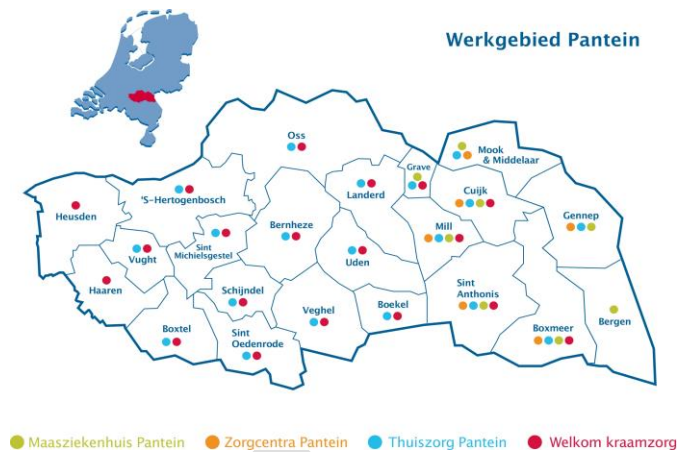 Werkgebied Pantein
Oss
Mook
& Middelaar
Grave
Cuijk
Landerd
'S-Hertogenbosch
Heusden
Gennep
Bernheze
Mill
Sint
Michielsgestel
Vught
Uden
Haaren
Schijndel
Sint
Anthonis
Boekel
Veghel
Bergen
Boxtel
Sint
Oedenrode
Boxmeer
Maasziekenhuis Pantein
Zorgcentra Pantein
Thuiszorg Pantein
Welkom kraamzorg